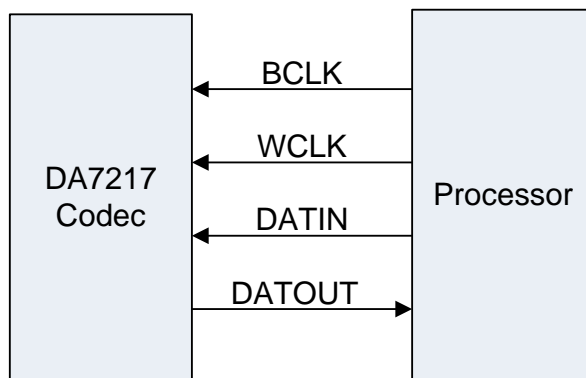 DA7217
Codec
BCLK
WCLK
DATIN
DATOUT
Processor